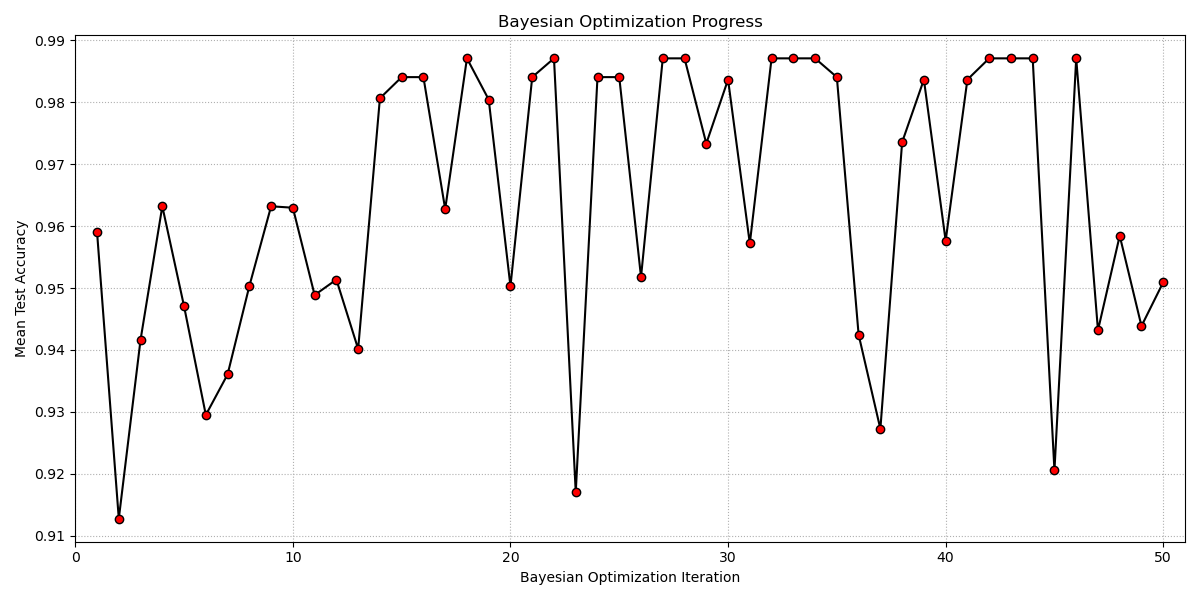 Bayesian Optimization Progress
Mean Test Accuracy
0.99
0.98
0.97
0.96
0.95
0.94
0.93
0.92
0.91
0 10 20 30 40 50
Bayesian Optimization Iteration